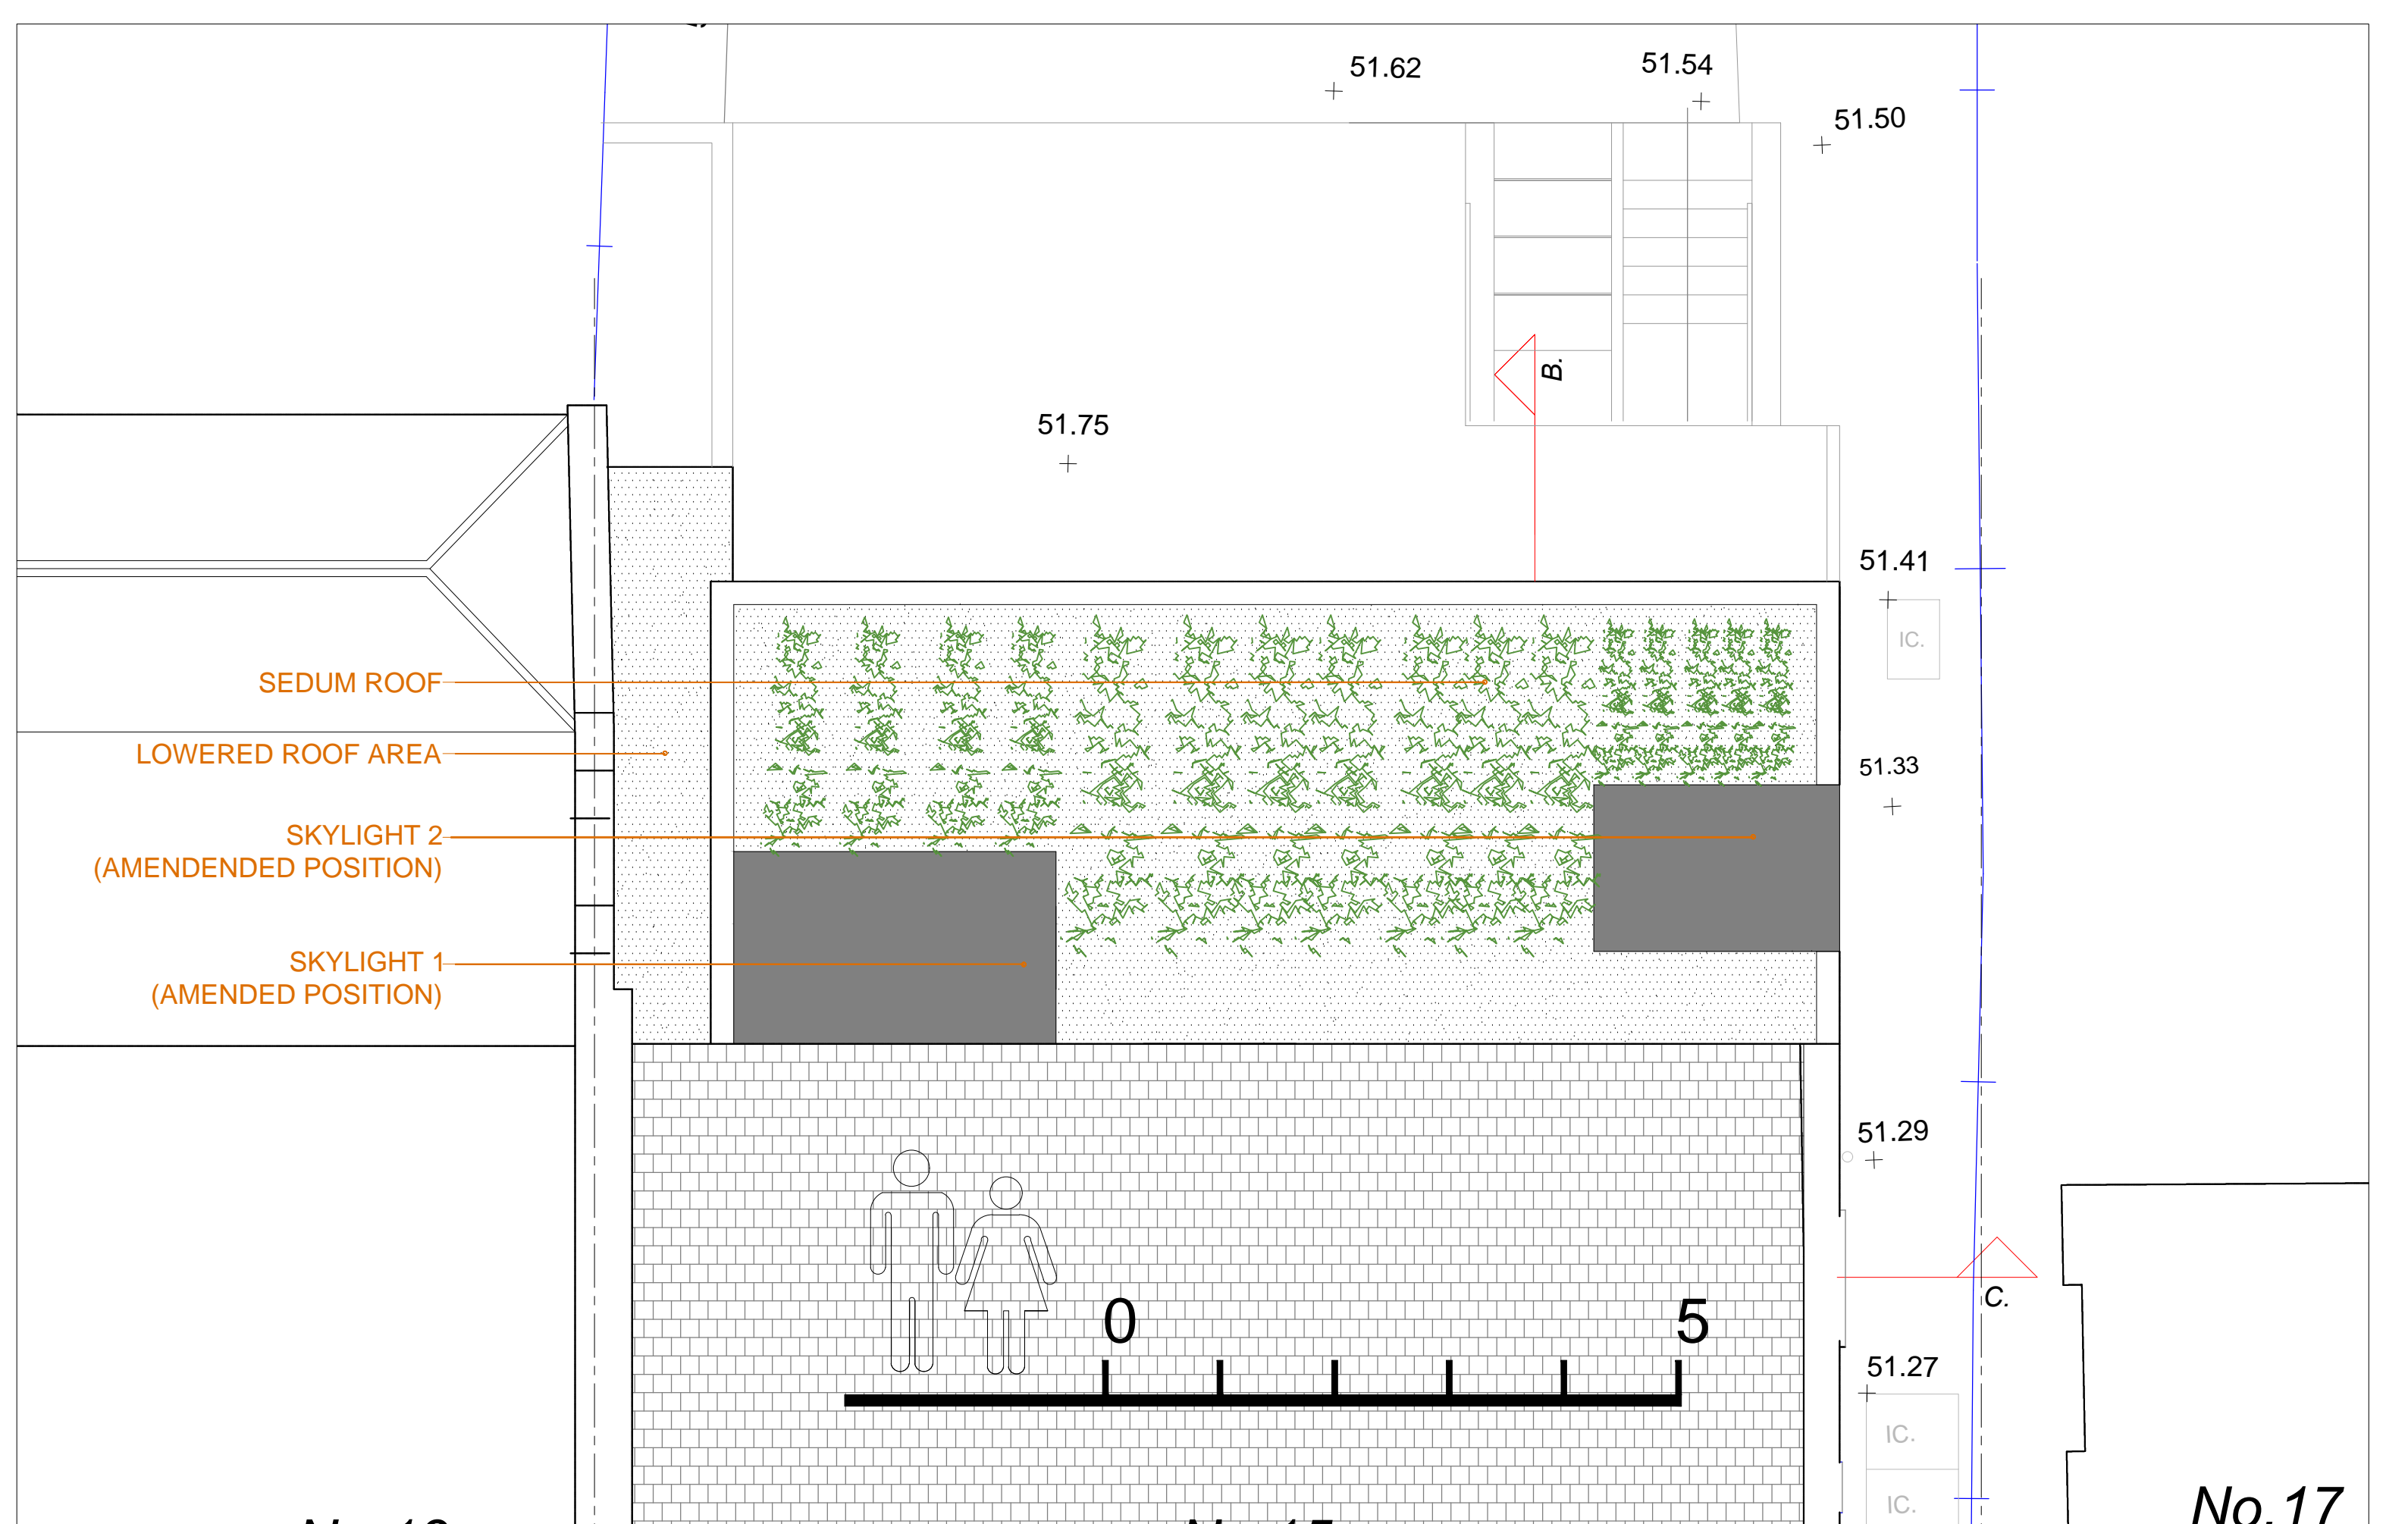 51.62
51.54
51.50
B.
51.75
51.41
IC.
SEDUM ROOF
LOWERED ROOF AREA
51.33
SKYLIGHT 2
(AMENDENDED POSITION)
SKYLIGHT 1
(AMENDED POSITION)
51.29
0
5
C.
51.27
IC.
IC.
No.17